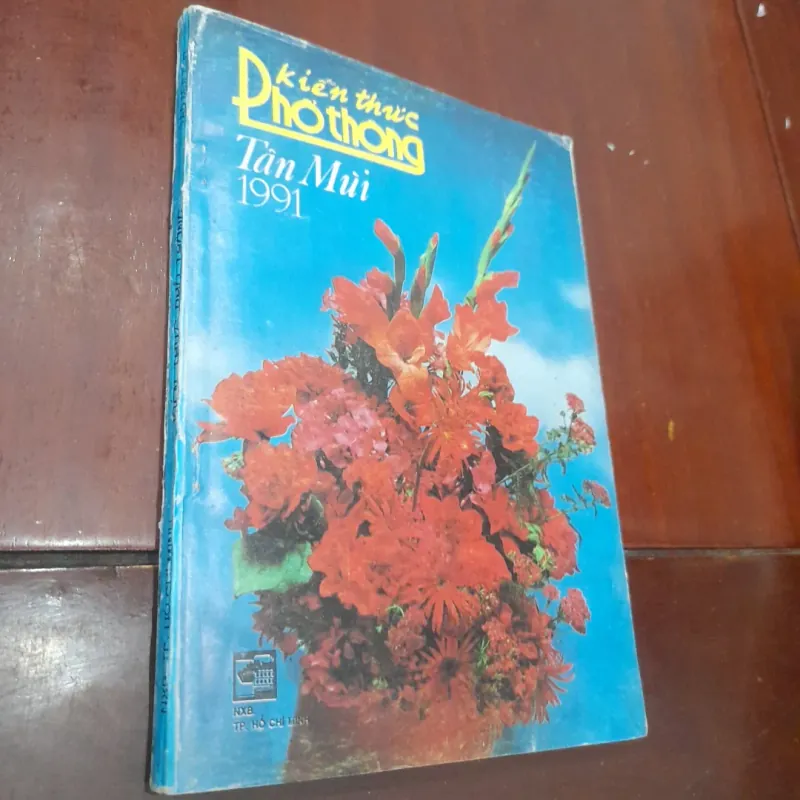 kiến thức
Phổ thông
Tân Mùi
1991
NXB
TP. HỒ CHÍ MINH